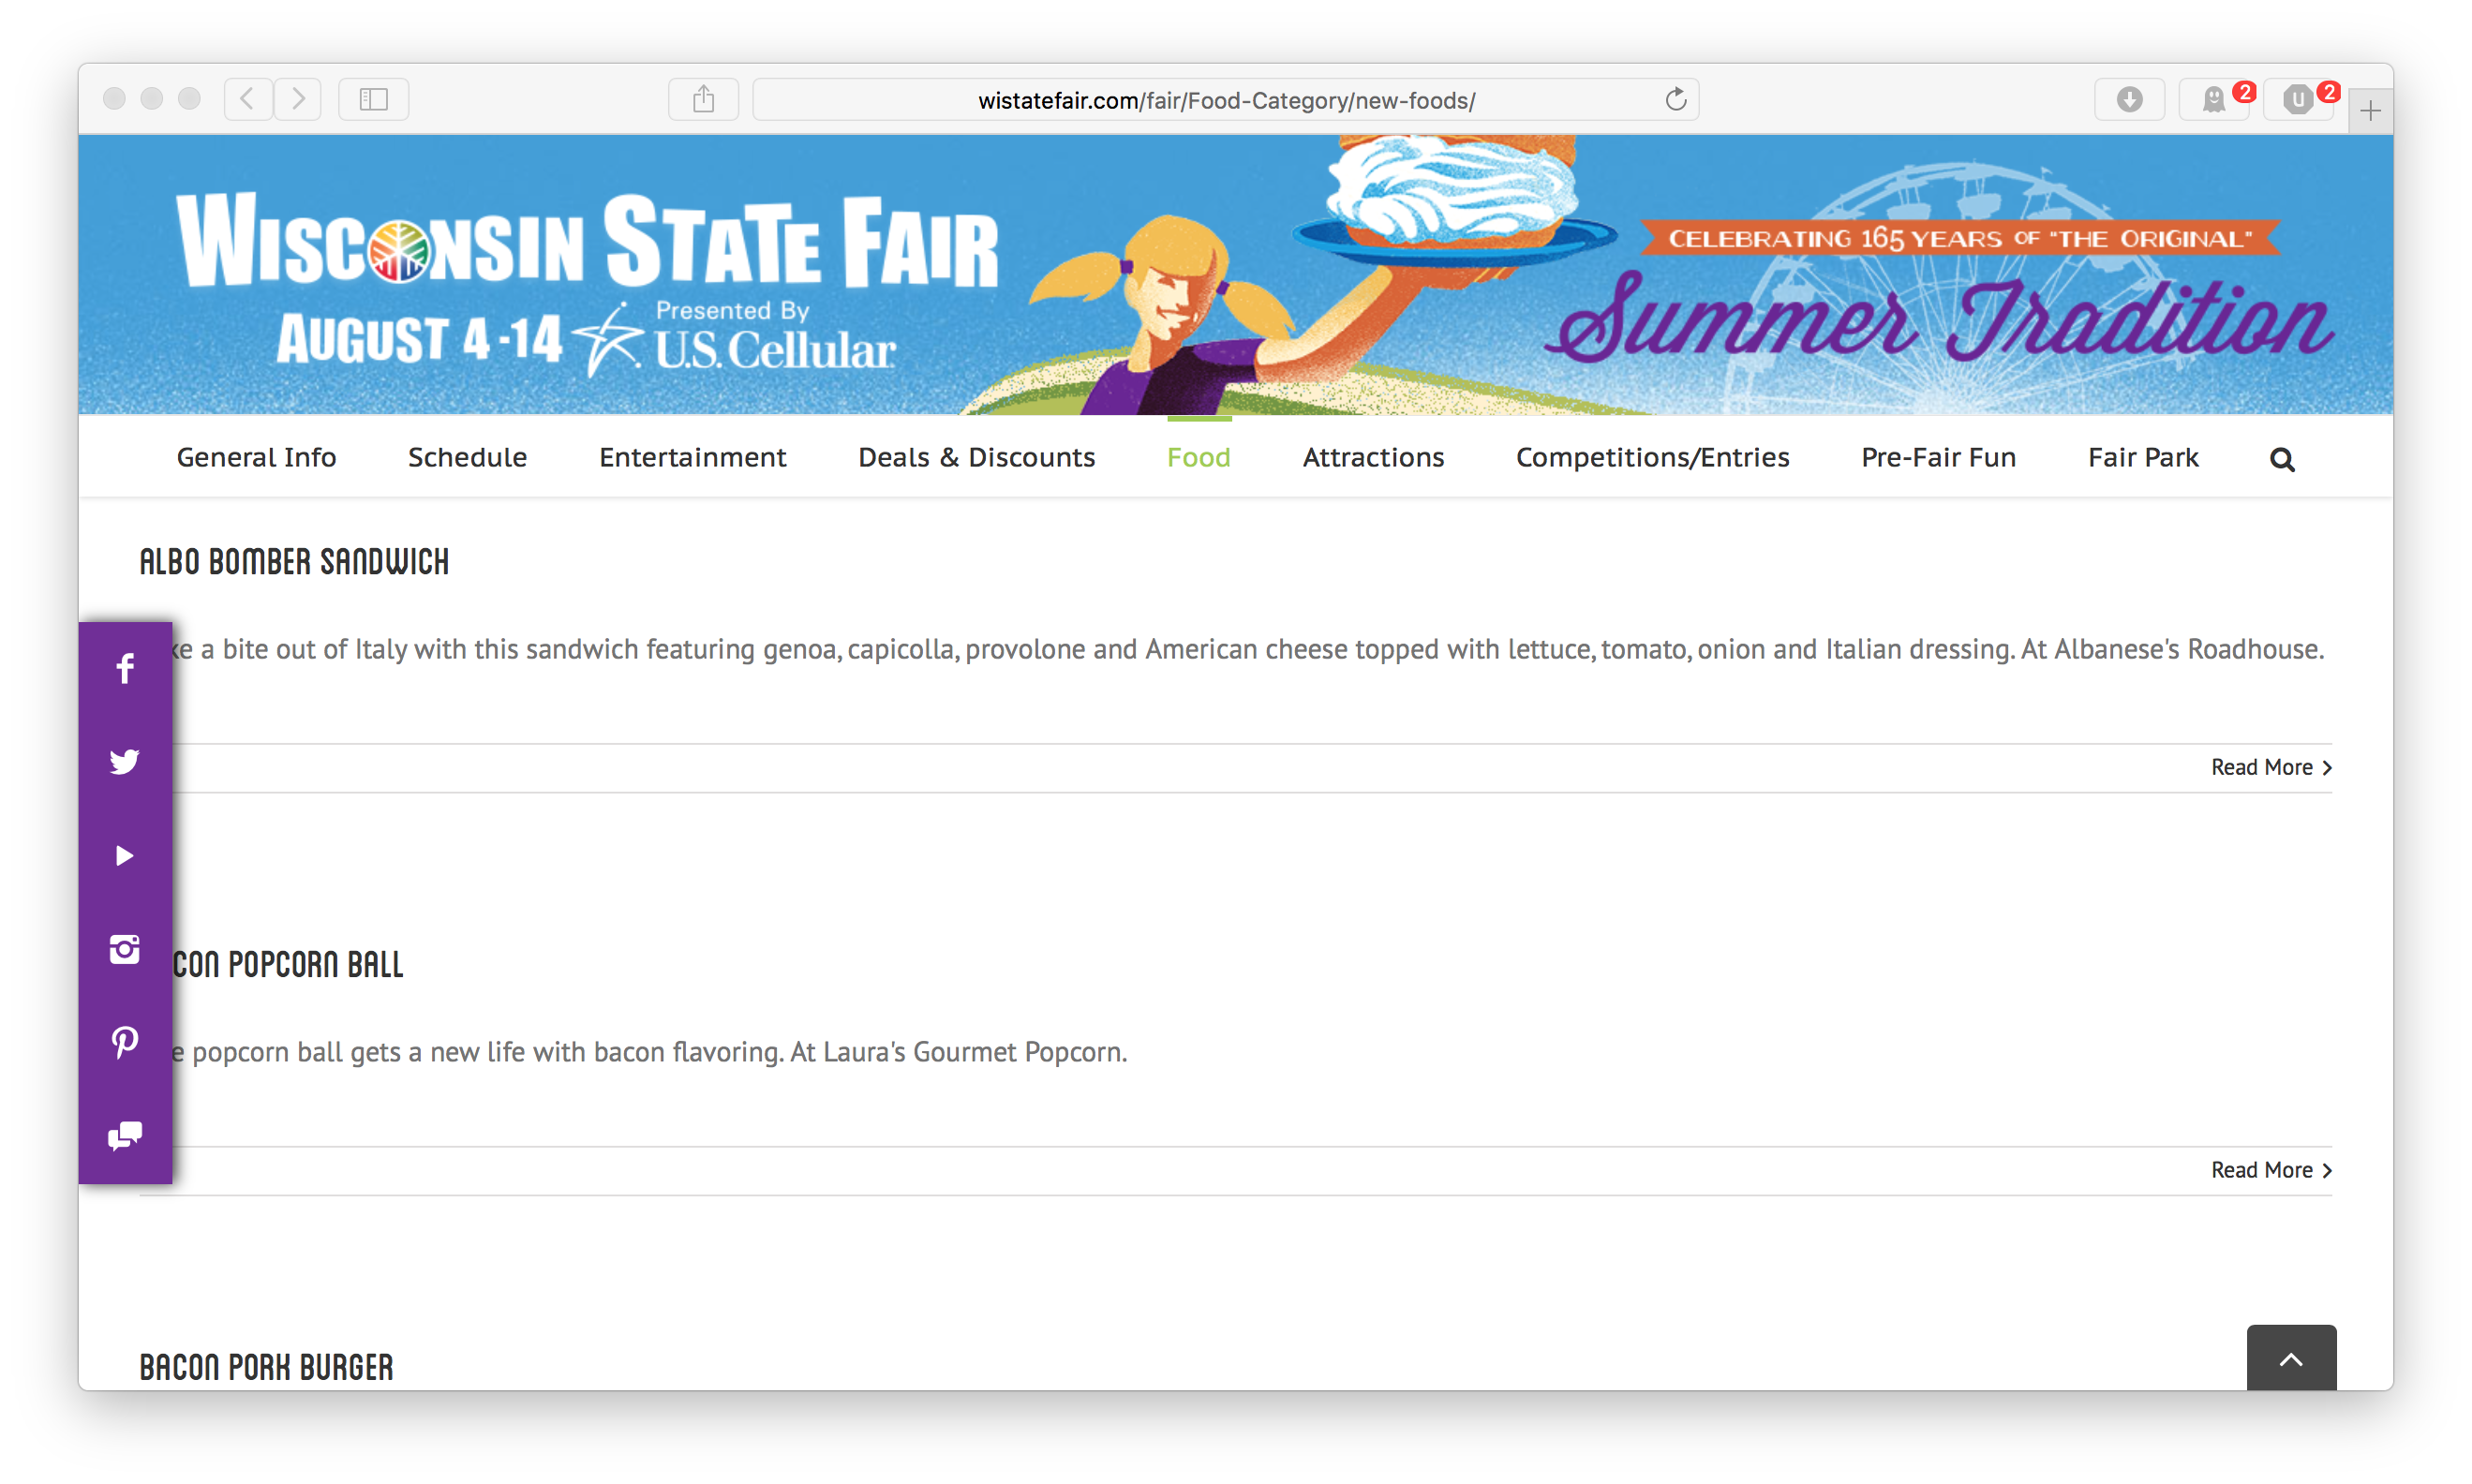 wistatefair.com/fair/Food-Category/new-foods/
2
U 2
WISCONSIN STATE FAIR
AUGUST 4-14
Presented By
U.S. Cellular
CELEBRATING 165 YEARS OF "THE ORIGINAL"
Summer Tradition
General Info Schedule Entertainment Deals & Discounts Food Attractions Competitions/Entries Pre-Fair Fun Fair Park
ALBO BOMBER SANDWICH
ke a bite out of Italy with this sandwich featuring genoa, capicolla, provolone and American cheese topped with lettuce, tomato, onion and Italian dressing. At Albanese's Roadhouse.
Read More
CON POPCORN BALL
e popcorn ball gets a new life with bacon flavoring. At Laura's Gourmet Popcorn.
Read More
BACON PORK BURGER